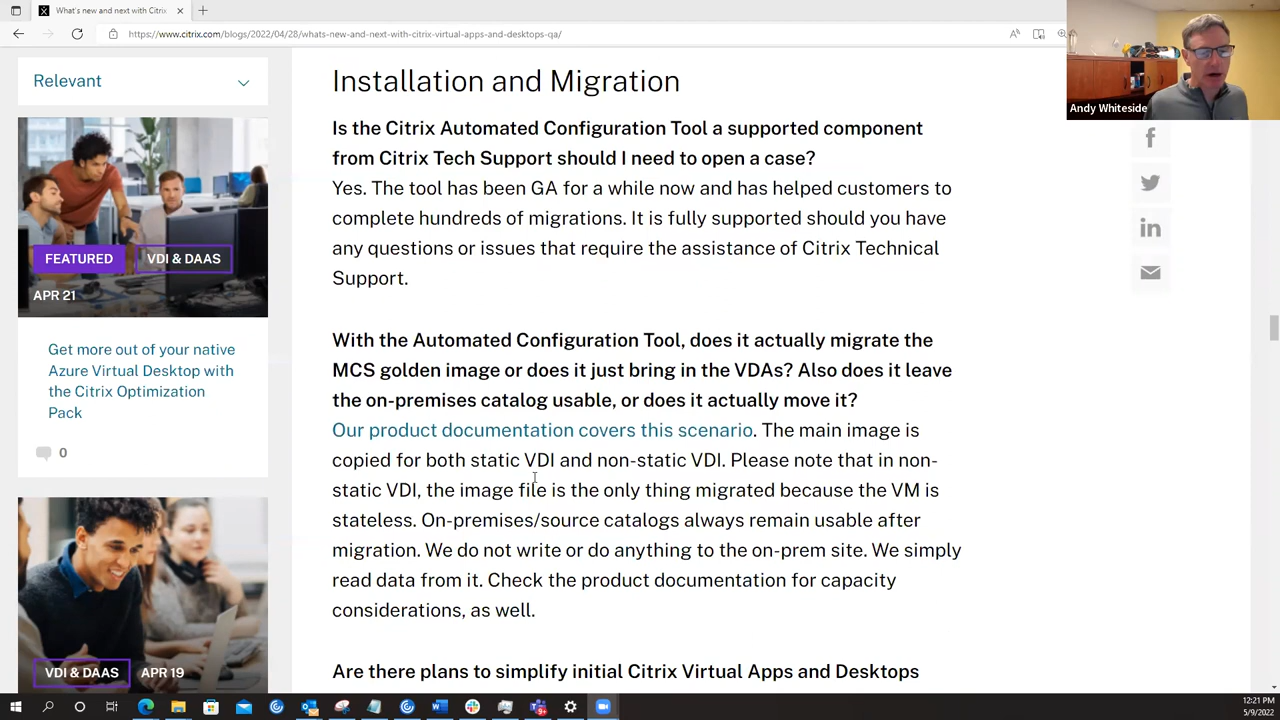 What's new and next with Citrix
https://www.citrix.com/blogs/2022/04/28/whats-new-and-next-with-citrix-virtual-apps-and-desktops-qa/
Andy Whiteside
Relevant
FEATURED
VDI & DAAS
APR 21
Get more out of your native
Azure Virtual Desktop with
the Citrix Optimization
Pack
0
VDI & DAAS
APR 19
Installation and Migration
Is the Citrix Automated Configuration Tool a supported component
from Citrix Tech Support should I need to open a case?
Yes. The tool has been GA for a while now and has helped customers to
complete hundreds of migrations. It is fully supported should you have
any questions or issues that require the assistance of Citrix Technical
Support.
With the Automated Configuration Tool, does it actually migrate the
MCS golden image or does it just bring in the VDAs? Also does it leave
the on-premises catalog usable, or does it actually move it?
Our product documentation covers this scenario. The main image is
copied for both static VDI and non-static VDI. Please note that in non-
static VDI, the image file is the only thing migrated because the VM is
stateless. On-premises/source catalogs always remain usable after
migration. We do not write or do anything to the on-prem site. We simply
read data from it. Check the product documentation for capacity
considerations, as well.
Are there plans to simplify initial Citrix Virtual Apps and Desktops
12:21 PM
5/9/2022